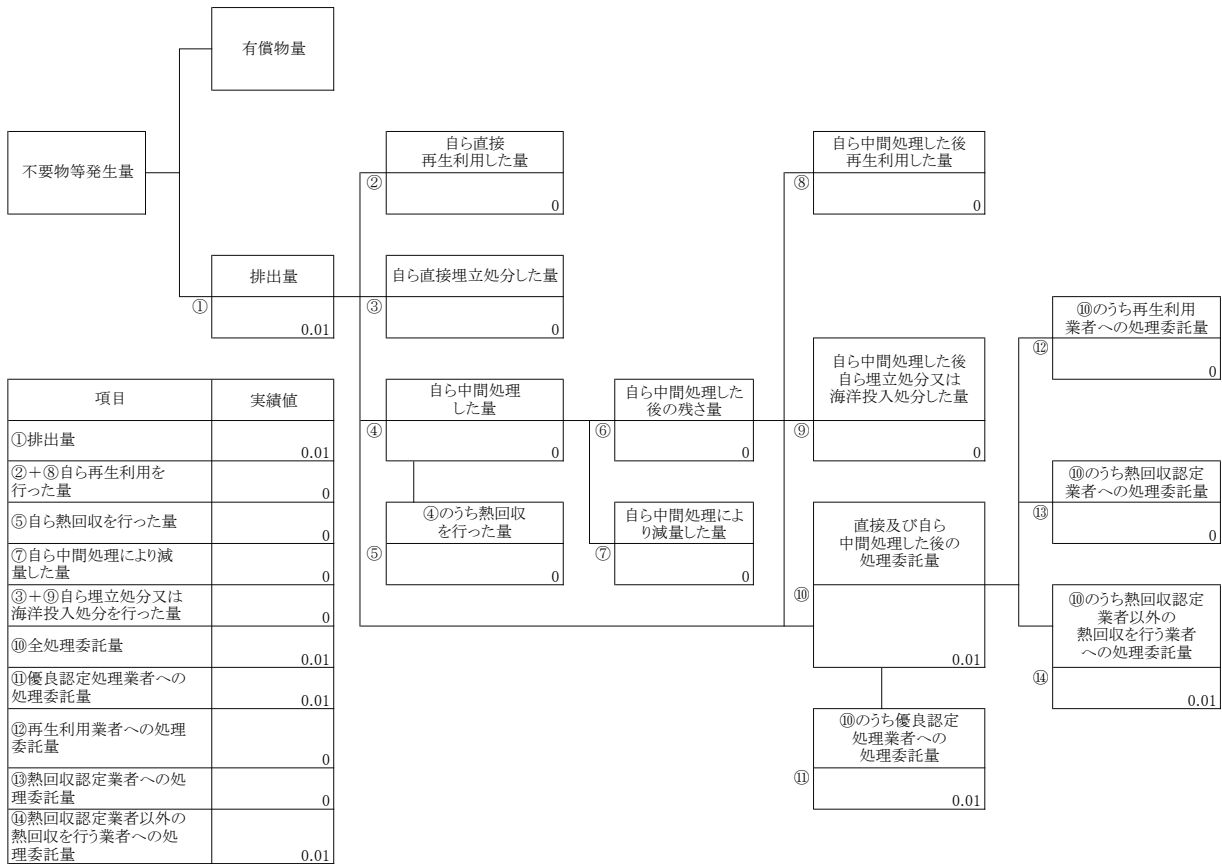 有償物量
不要物等発生量
自ら直接
再生利用した量
②
0
自ら中間処理した後
再生利用した量
⑧
0
排出量
①
0.01
自ら直接埋立処分した量
③
0
⑩のうち再生利用
業者への処理委託量
⑫
0
自ら中間処理
した量
④
0
自ら中間処理した
後の残さ量
⑥
0
自ら中間処理した後
自ら埋立処分又は
海洋投入処分した量
⑨
0
⑩のうち熱回収認定
業者への処理委託量
⑬
0
④のうち熱回収
を行った量
⑤
0
自ら中間処理によ
り減量した量
⑦
0
直接及び自ら
中間処理した後の
処理委託量
⑩
0.01
⑩のうち熱回収認定
業者以外の
熱回収を行う業者
への処理委託量
⑭
0.01
⑩のうち優良認定
処理業者への
処理委託量
⑪
0.01
項目 実績値
①排出量 0.01
②+⑧自ら再生利用を
行った量 0
⑤自ら熱回収を行った量 0
⑦自ら中間処理により減
量した量 0
③+⑨自ら埋立処分又は
海洋投入処分を行った量 0
⑩全処理委託量 0.01
⑪優良認定処理業者への
処理委託量 0.01
⑫再生利用業者への処理
委託量 0
⑬熱回収認定業者への処
理委託量 0
⑭熱回収認定業者以外の
熱回収を行う業者への処
理委託量 0.01